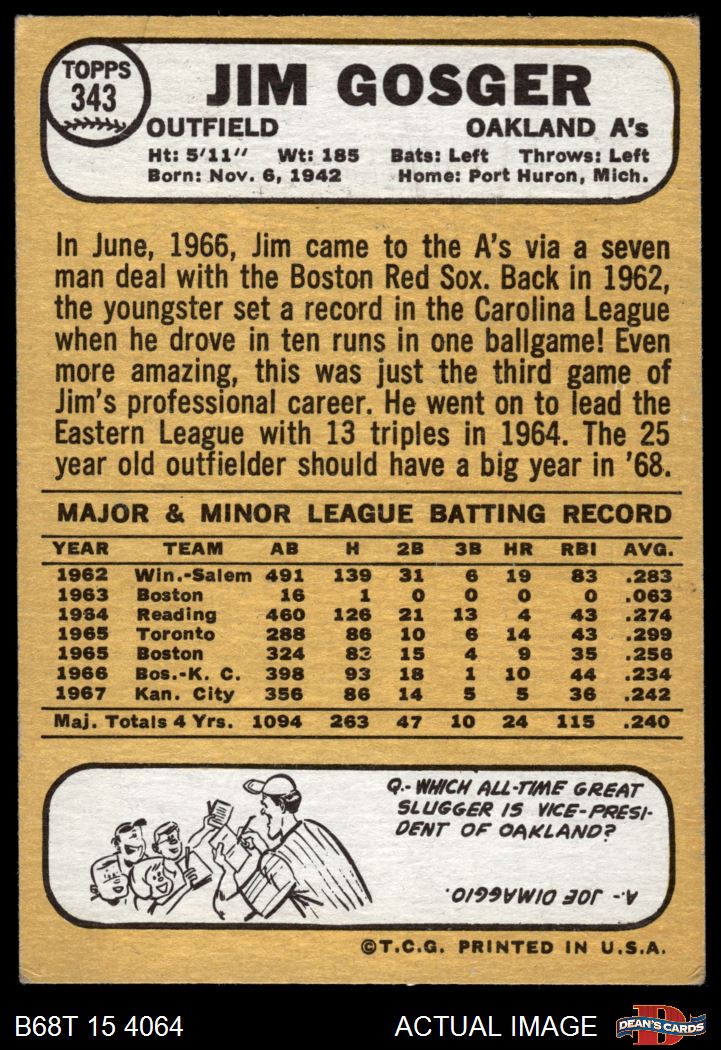 TOPPS
343
JIM GOSGER
OUTFIELD OAKLAND A's
Ht: 5'11" Wt: 185 Bats: Left Throws: Left
Born: Nov. 6, 1942 Home: Port Huron, Mich.
In June, 1966, Jim came to the A's via a seven
man deal with the Boston Red Sox. Back in 1962,
the youngster set a record in the Carolina League
when he drove in ten runs in one ballgame! Even
more amazing, this was just the third game of
Jim's professional career. He went on to lead the
Eastern League with 13 triples in 1964. The 25
year old outfielder should have a big year in '68.
MAJOR & MINOR LEAGUE BATTING RECORD
YEAR TEAM AB H 2B 3B HR RBI AVG.
1962 Win.-Salem 491 139 31 6 19 83 .283
1963 Boston 16 1 0 0 0 0 .063
1964 Reading 460 126 21 13 4 43 .274
1965 Toronto 288 86 10 6 14 43 .299
1965 Boston 324 83 15 4 9 35 .256
1966 Bos.-K. C. 398 93 18 1 10 44 .234
1967 Kan. City 356 86 14 5 5 36 .242
Maj. Totals 4 Yrs. 1094 263 47 10 24 115 .240
Q.- WHICH ALL-TIME GREAT
SLUGGER IS VICE-PRESI-
DENT OF OAKLAND?
A. JOE DIMAGGIO.
©T.C.G. PRINTED IN U.S.A.
B68T 15 4064 ACTUAL IMAGE
D
DEAN'S CARDS